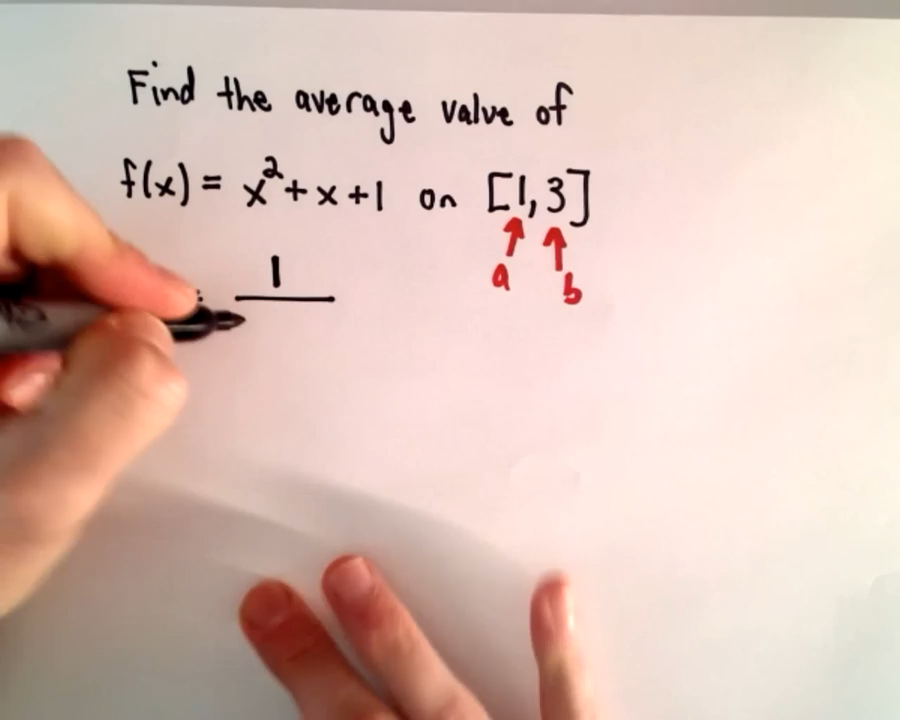 Find the average value of
f(x) = x²+x+1 on [1,3]
a b
1